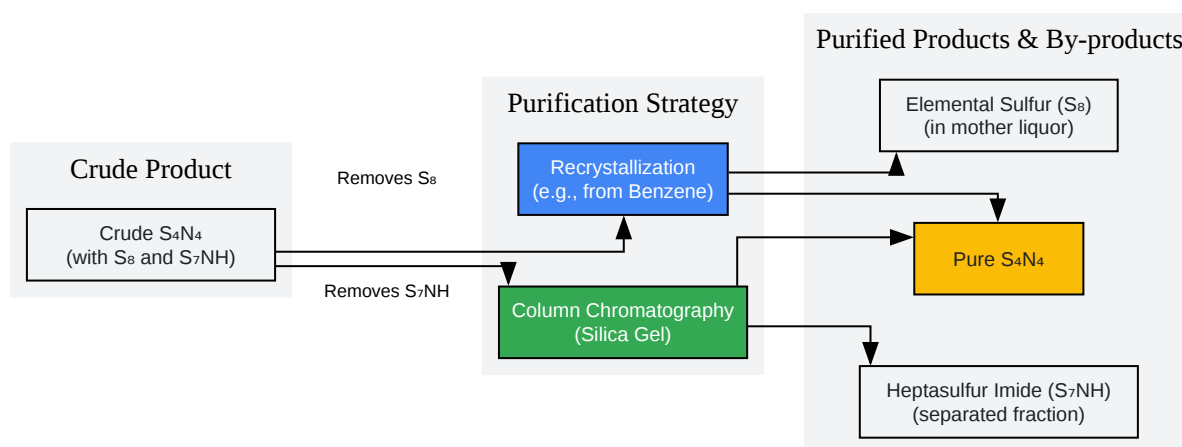 Crude Product
Crude S₄N₄
(with S₈ and S₇NH)
Removes S₈
Removes S₇NH
Purification Strategy
Recrystallization
(e.g., from Benzene)
Column Chromatography
(Silica Gel)
Purified Products & By-products
Elemental Sulfur (S₈)
(in mother liquor)
Pure S₄N₄
Heptasulfur Imide (S₇NH)
(separated fraction)